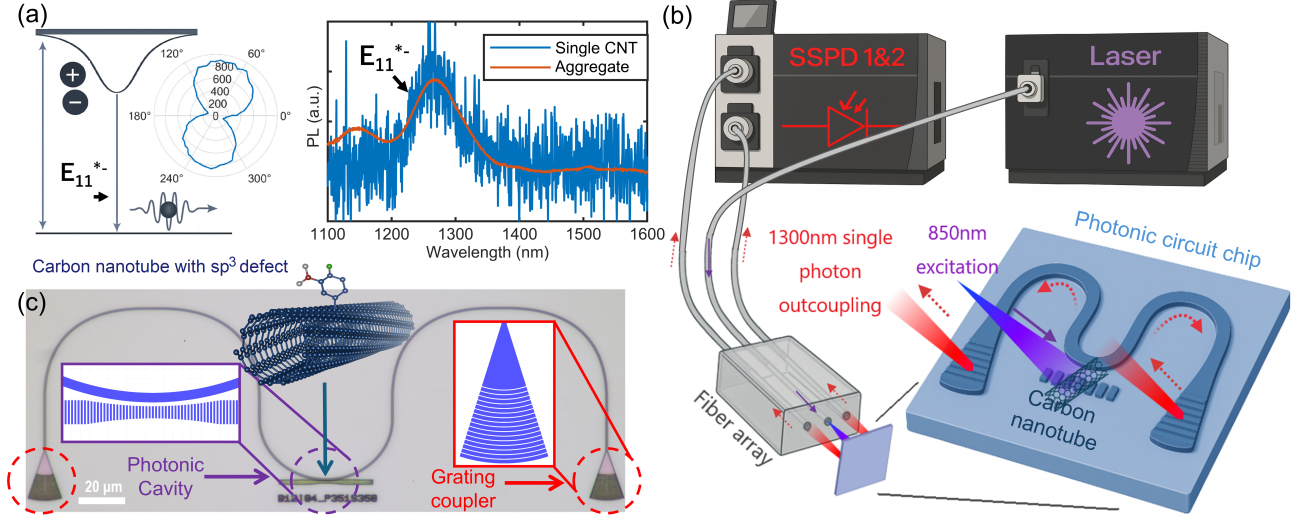 (a)
120°
60°
800
600
400
200
0
180°
0°
240
300°
E11*-
E11*-
Single CNT
Aggregate
PL (a.u.)
1100
1200
1300
1400
1500
1600
Wavelength (nm)
(b)
SSPD 1&2
Laser
1300nm single
photon
outcoupling
850nm
excitation
Photonic circuit chip
Carbon
nanotube
Fiber array
Carbon nanotube with sp3 defect
(c)
Photonic
Cavity
Grating
coupler
20 μm